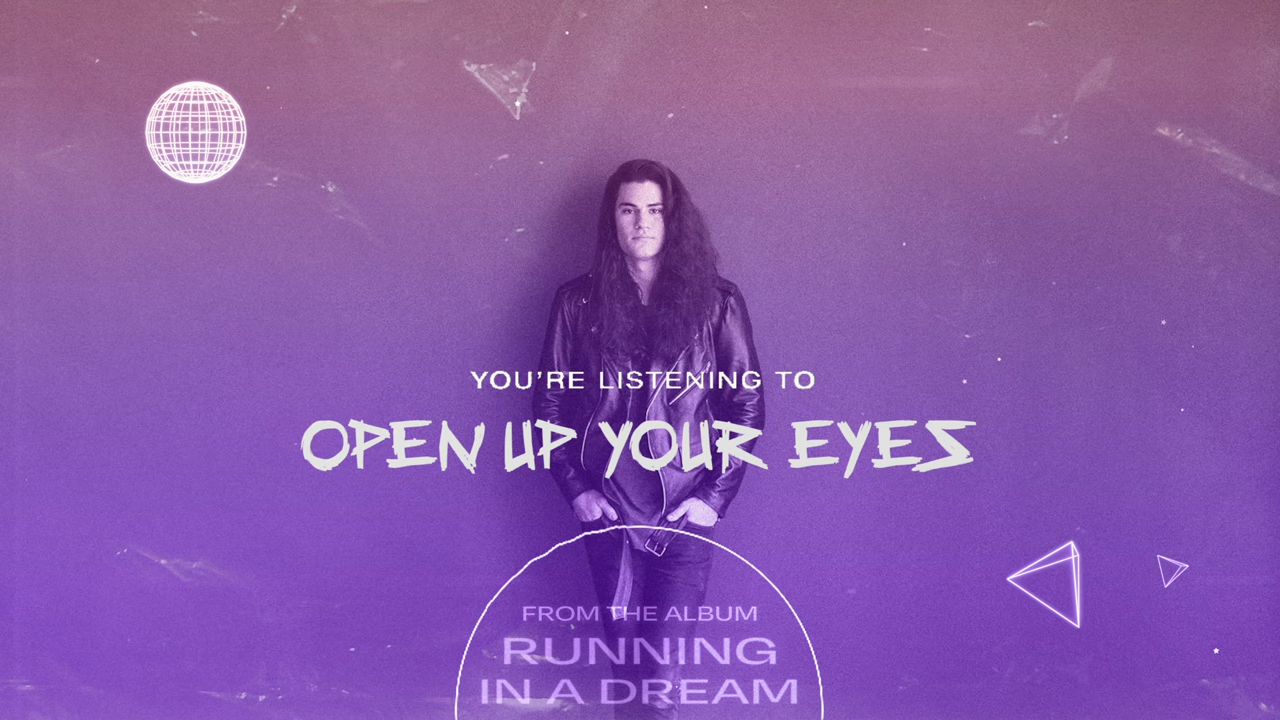 YOU'RE LISTENING TO
OPEN UP YOUR EYES
FROM THE ALBUM
RUNNING
IN A DREAM